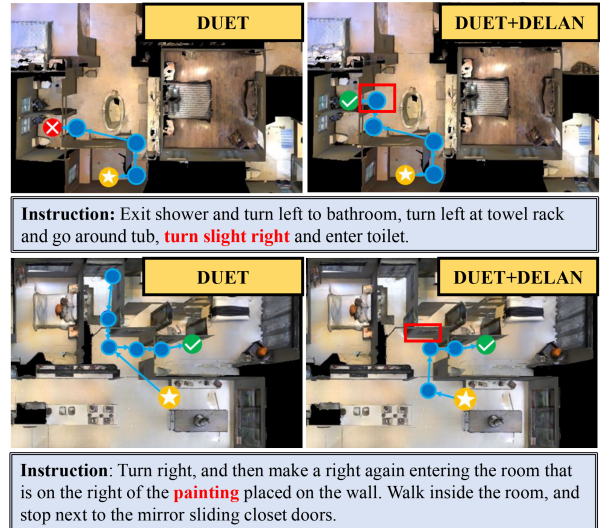 DUET
DUET+DELAN
Instruction: Exit shower and turn left to bathroom, turn left at towel rack
and go around tub, turn slight right and enter toilet.
DUET
DUET+DELAN
Instruction: Turn right, and then make a right again entering the room that
is on the right of the painting placed on the wall. Walk inside the room, and
stop next to the mirror sliding closet doors.